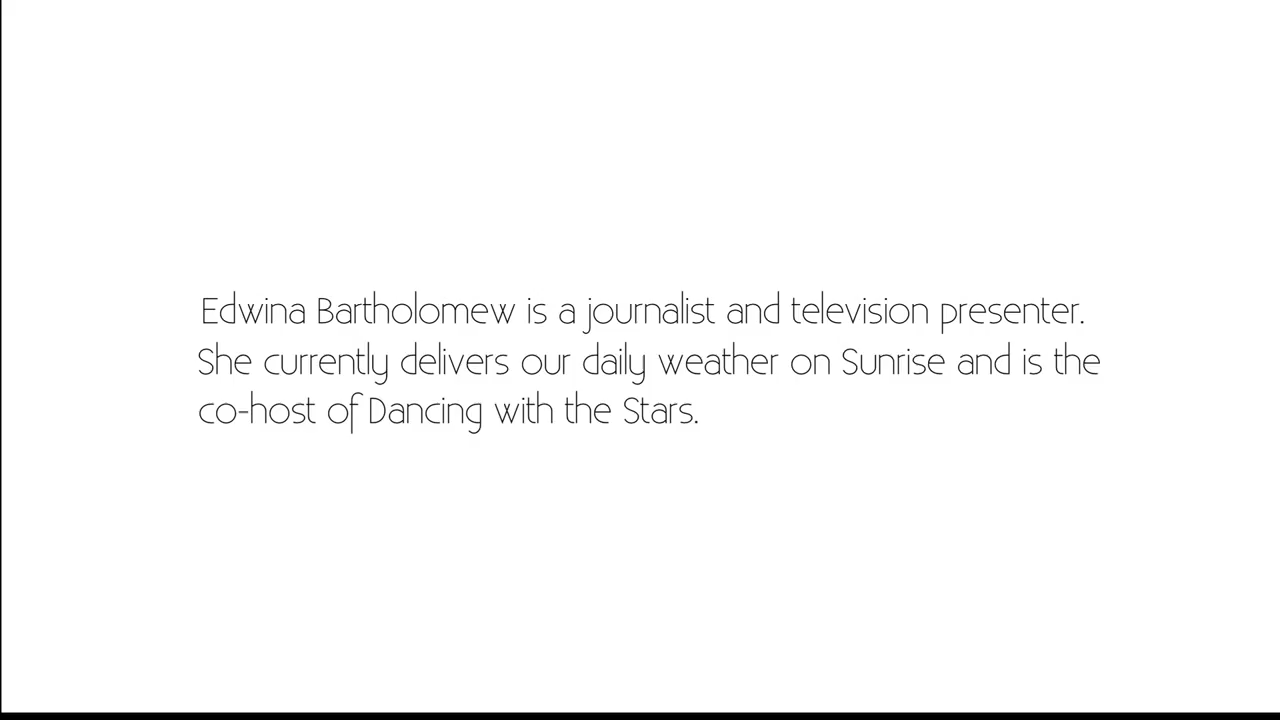 Edwina Bartholomew is a journalist and television presenter.
She currently delivers our daily weather on Sunrise and is the
co-host of Dancing with the Stars.